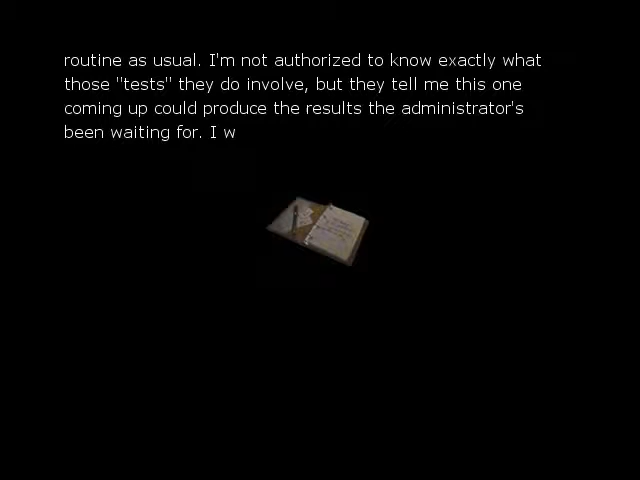 routine as usual. I'm not authorized to know exactly what
those "tests" they do involve, but they tell me this one
coming up could produce the results the administrator's
been waiting for. I w